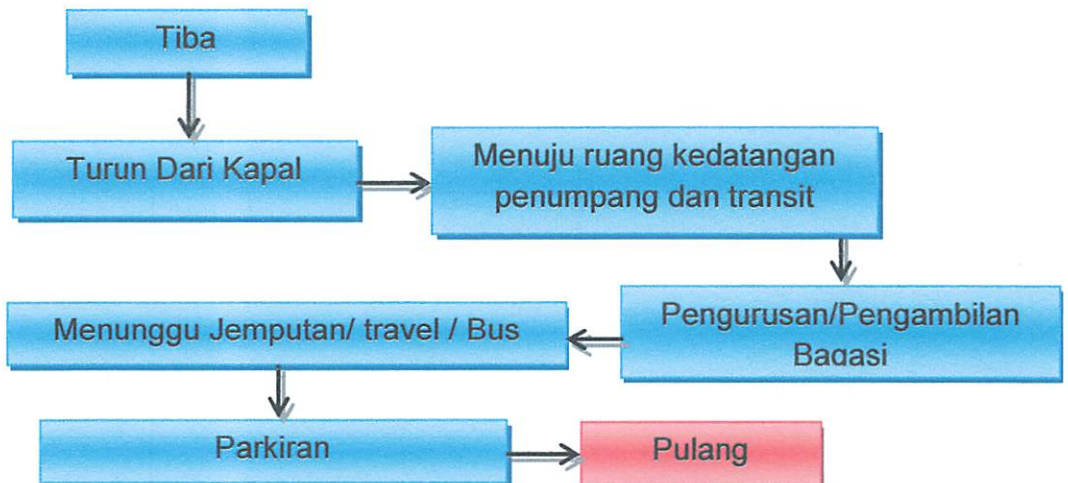 Tiba
Turun Dari Kapal
Menuju ruang kedatangan
penumpang dan transit
Pengurusan/Pengambilan
Bagasi
Menunggu Jemputan/ travel / Bus
Parkiran
Pulang